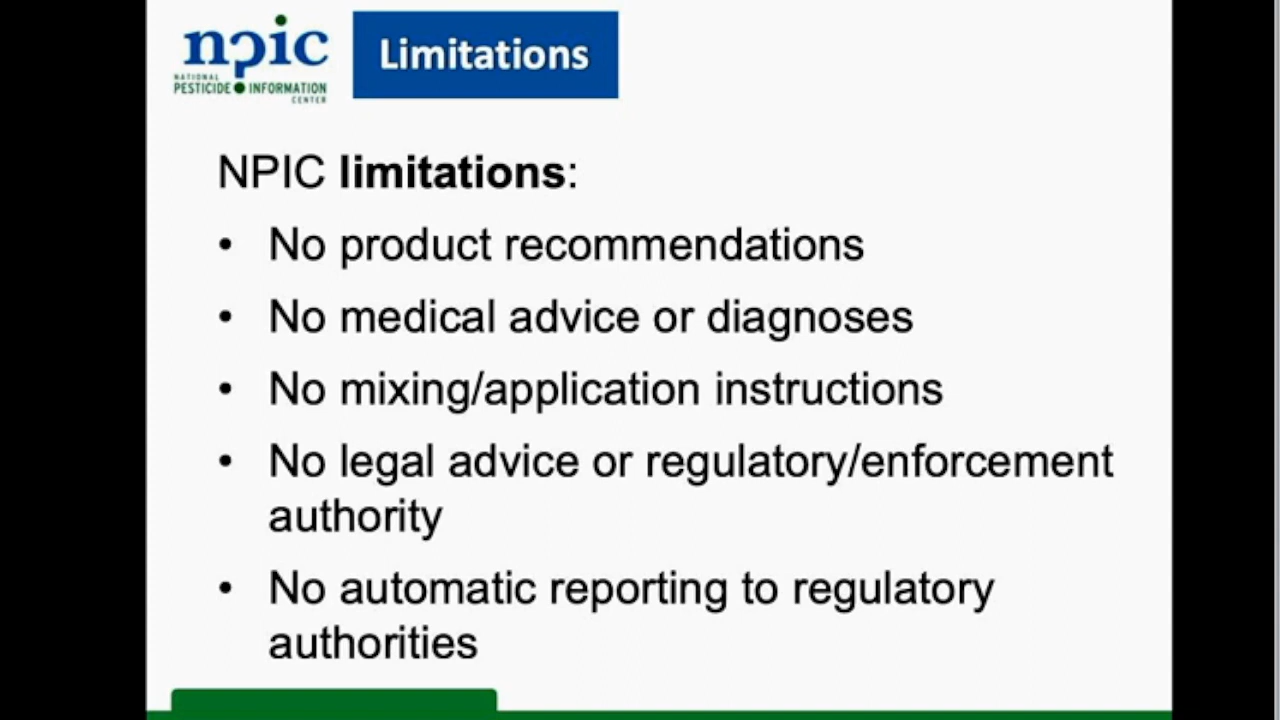 npic
NATIONAL
PESTICIDE INFORMATION
CENTER
Limitations
NPIC limitations:
• No product recommendations
• No medical advice or diagnoses
• No mixing/application instructions
• No legal advice or regulatory/enforcement
authority
• No automatic reporting to regulatory
authorities